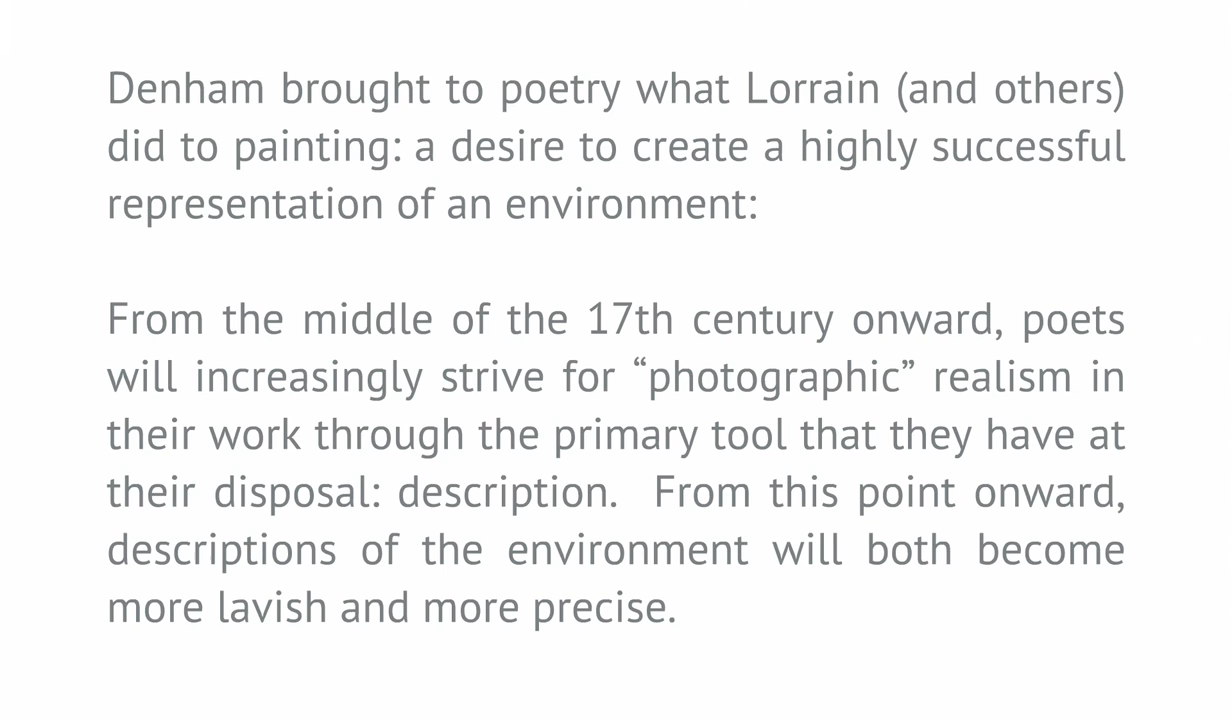 Denham brought to poetry what Lorrain (and others)
did to painting: a desire to create a highly successful
representation of an environment:
From the middle of the 17th century onward, poets
will increasingly strive for “photographic” realism in
their work through the primary tool that they have at
their disposal: description.  From this point onward,
descriptions of the environment will both become
more lavish and more precise.